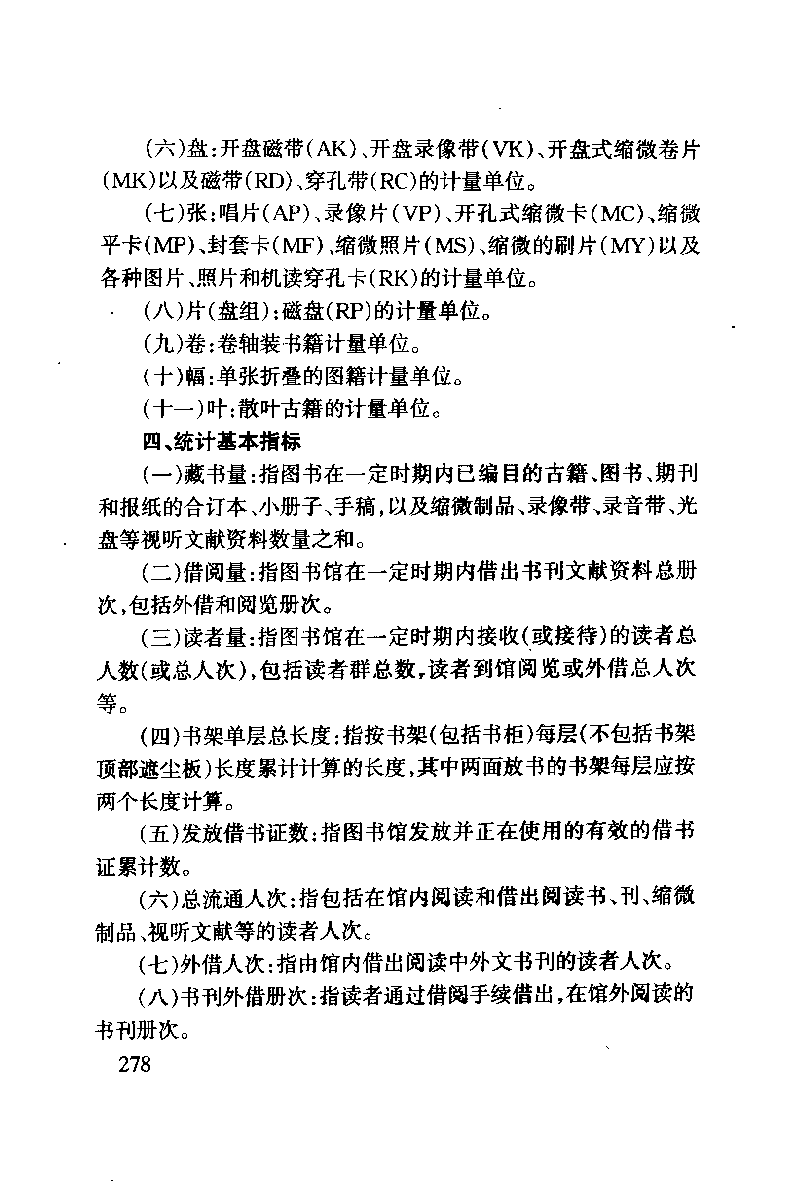 (六)盘:开盘磁带(AK)、开盘录像带(VK)、开盘式缩微卷片
(MK)以及磁带(RD)、穿孔带(RC)的计量单位。
(七)张:唱片(AP)、录像片(VP)、开孔式缩微卡(MC)、缩微
平卡(MP)、封套卡(MF)、缩微照片(MS)、缩微的刷片(MY)以及
各种图片、照片和机读穿孔卡(RK)的计量单位。
(八)片(盘组):磁盘(RP)的计量单位。
(九)卷:卷轴装书籍计量单位。
(十)幅:单张折叠的图籍计量单位。
(十一)叶:散叶古籍的计量单位。
四、统计基本指标
(一)藏书量:指图书在一定时期内已编目的古籍、图书、期刊
和报纸的合订本、小册子、手稿,以及缩微制品、录像带、录音带、光
盘等视听文献资料数量之和。
(二)借阅量:指图书馆在一定时期内借出书刊文献资料总册
次,包括外借和阅览册次。
(三)读者量:指图书馆在一定时期内接收(或接待)的读者总
人数(或总人次),包括读者群总数,读者到馆阅览或外借总人次
等。
(四)书架单层总长度:指按书架(包括书柜)每层(不包括书架
顶部遮尘板)长度累计计算的长度,其中两面放书的书架每层应按
两个长度计算。
(五)发放借书证数:指图书馆发放并正在使用的有效的借书
证累计数。
(六)总流通人次:指包括在馆内阅读和借出阅读书、刊、缩微
制品、视听文献等的读者人次。
(七)外借人次:指由馆内借出阅读中外文书刊的读者人次。
(八)书刊外借册次:指读者通过借阅手续借出,在馆外阅读的
书刊册次。
278